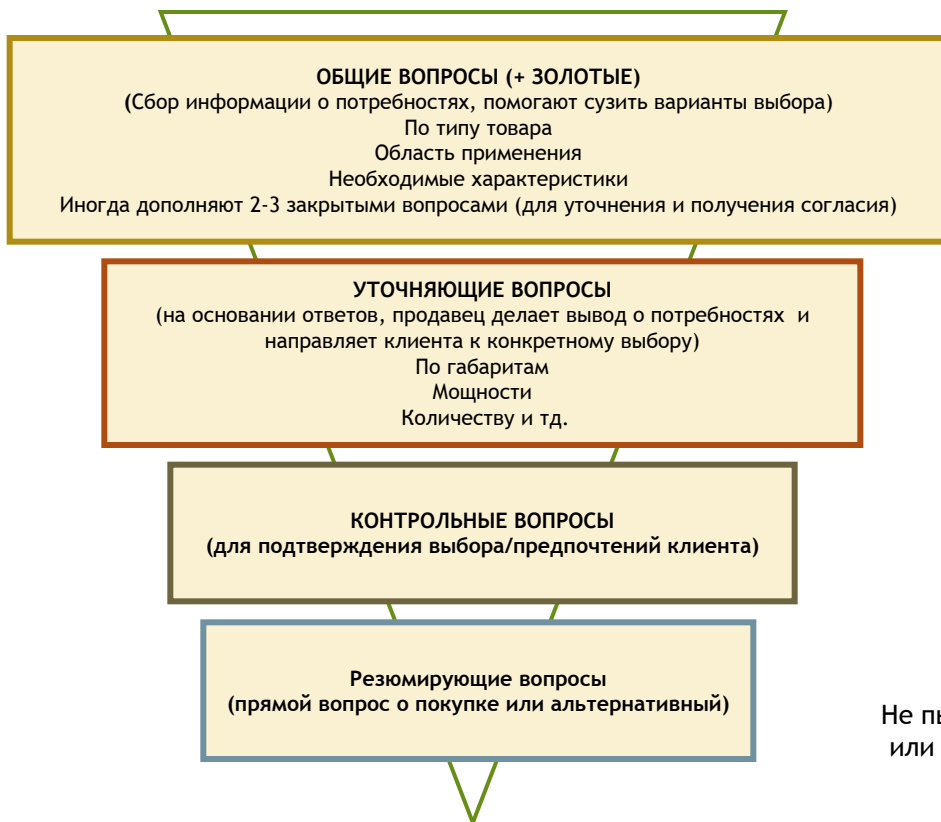 ОБЩИЕ ВОПРОСЫ (+ ЗОЛОТЫЕ)
(Сбор информации о потребностях, помогают сузить варианты выбора)
По типу товара
Область применения
Необходимые характеристики
Иногда дополняют 2-3 закрытыми вопросами (для уточнения и получения согласия)
УТОЧНЯЮЩИЕ ВОПРОСЫ
(на основании ответов, продавец делает вывод о потребностях и
направляет клиента к конкретному выбору)
По габаритам
Мощности
Количеству и тд.
КОНТРОЛЬНЫЕ ВОПРОСЫ
(для подтверждения выбора/предпочтений клиента)
Резюмирующие вопросы
(прямой вопрос о покупке или альтернативный)
Не
или